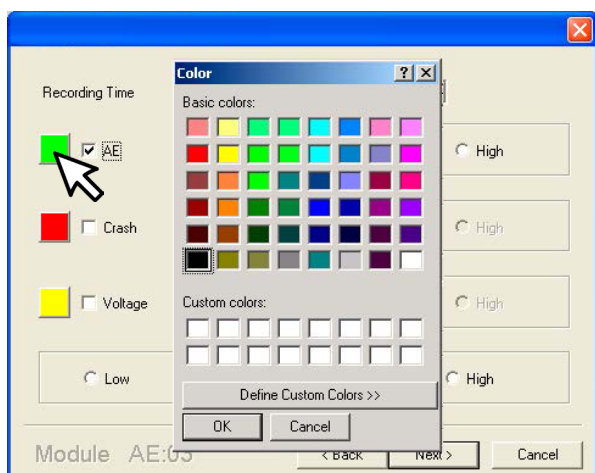 Color
Recording Time
Basic colors:
AE
High
Crash
High
Custom colors:
Voltage
High
Low
Define Custom Colors >>
High
OK
Cancel
Module AE:03
< Back
Next >
Cancel